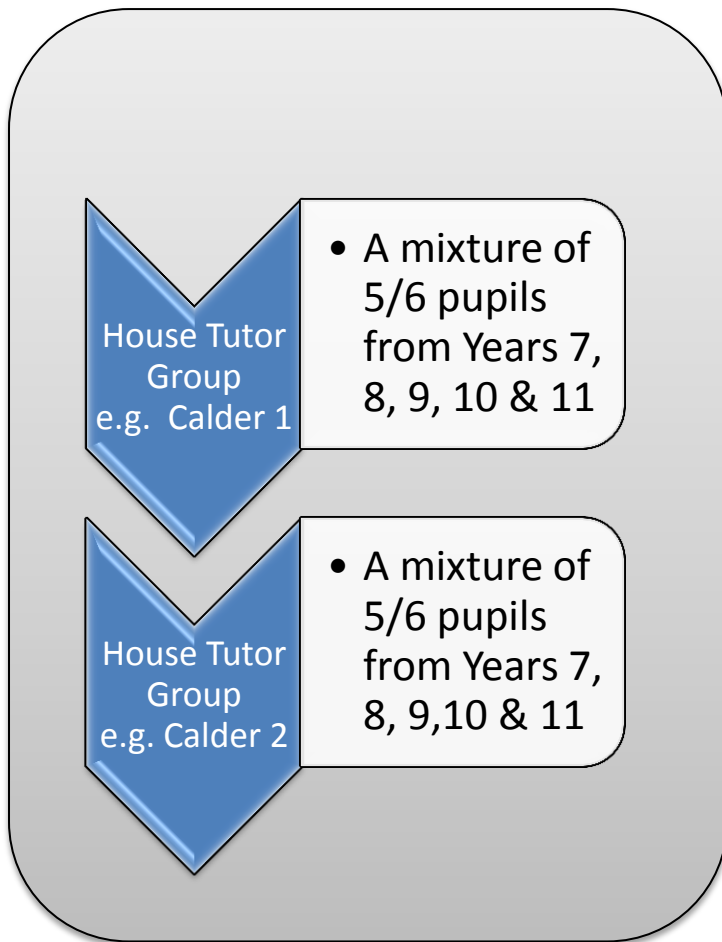 House Tutor
Group
e.g.  Calder 1
• A mixture of
5/6 pupils
from Years 7,
8, 9, 10 & 11
House Tutor
Group
e.g. Calder 2
• A mixture of
5/6 pupils
from Years 7,
8, 9,10 & 11